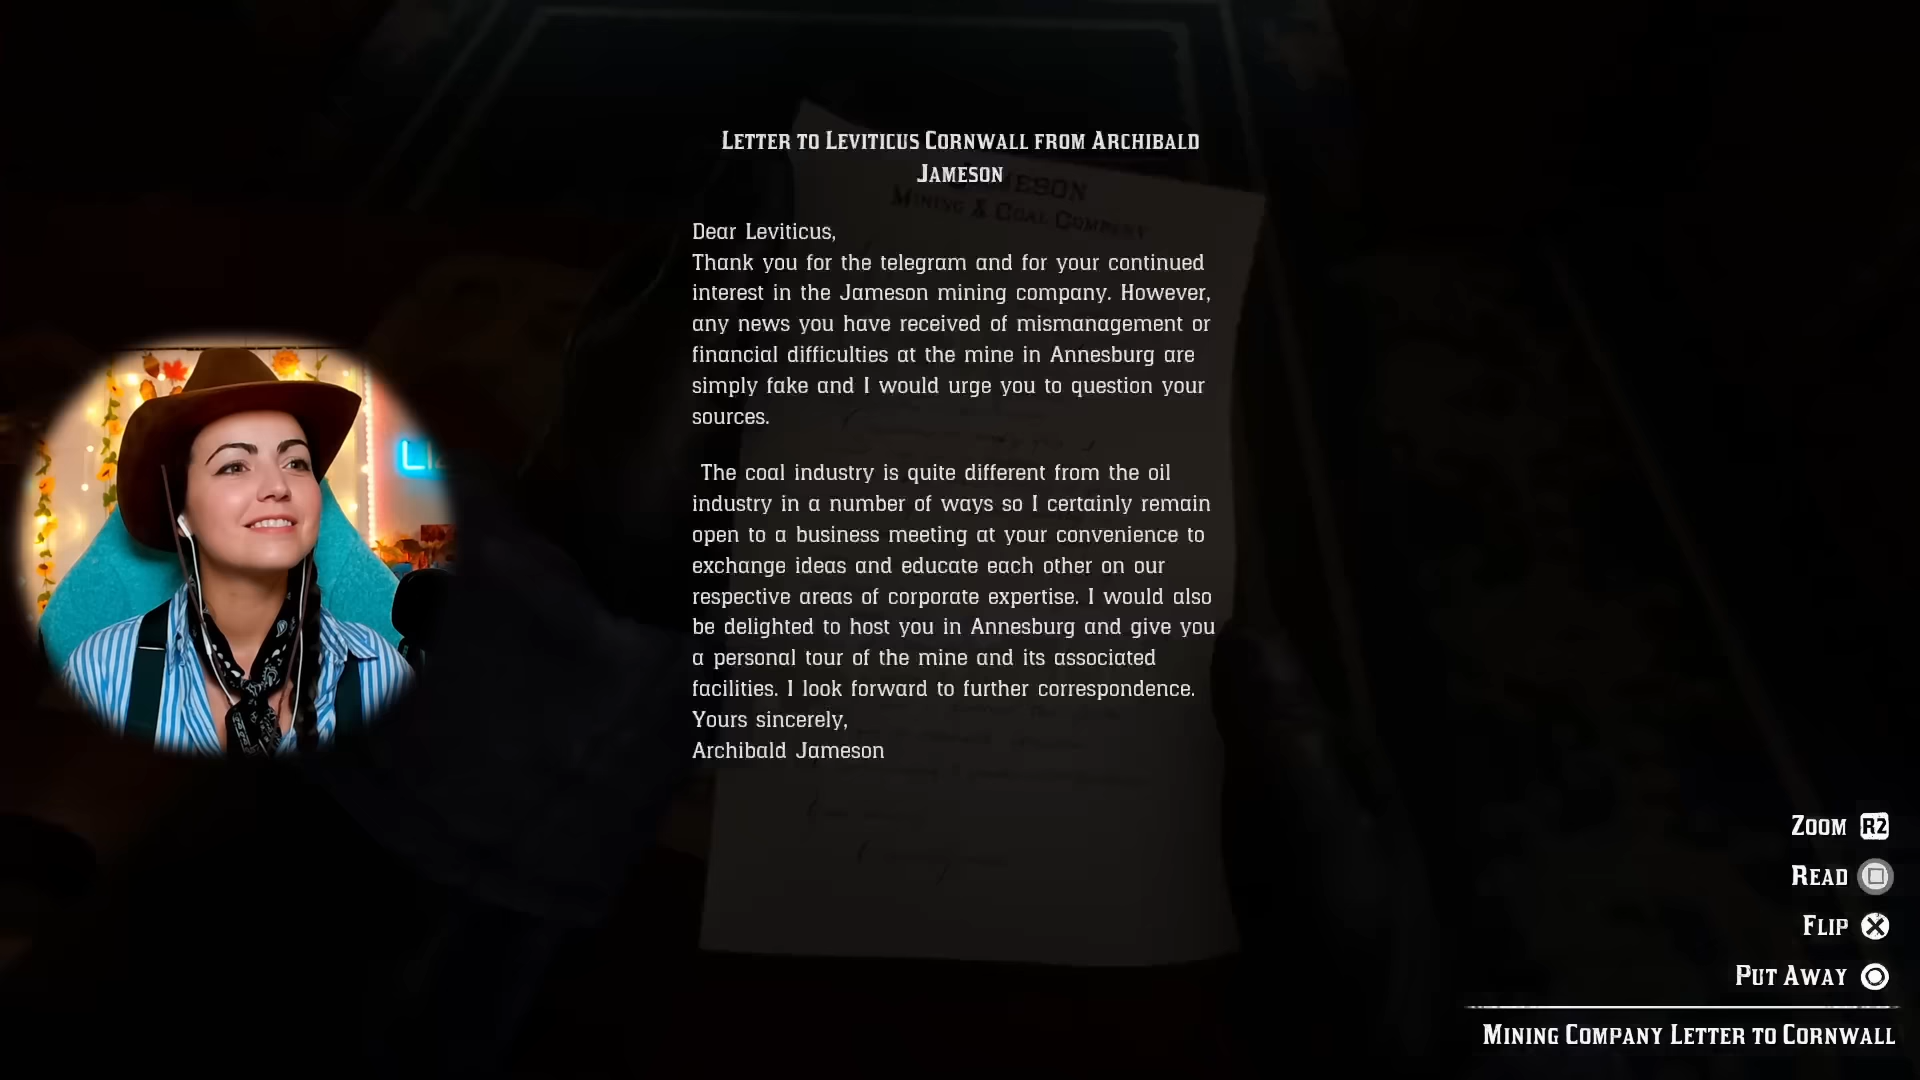 Letter to Leviticus Cornwall from Archibald
Jameson
Jameson
Mining & Coal Company
Dear Leviticus,
Thank you for the telegram and for your continued
interest in the Jameson mining company. However,
any news you have received of mismanagement or
financial difficulties at the mine in Annesburg are
simply fake and I would urge you to question your
sources.
The coal industry is quite different from the oil
industry in a number of ways so I certainly remain
open to a business meeting at your convenience to
exchange ideas and educate each other on our
respective areas of corporate expertise. I would also
be delighted to host you in Annesburg and give you
a personal tour of the mine and its associated
facilities. I look forward to further correspondence.
Yours sincerely,
Archibald Jameson
Zoom R2
Read
Flip
Put Away
Mining Company Letter to Cornwall